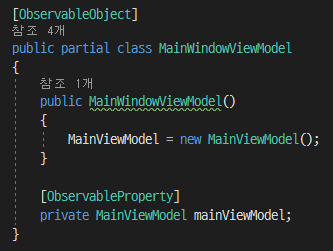 [ObservableObject]
참조 4개
public partial class MainWindowViewModel
{
참조 1개
public MainWindowViewModel()
{
MainViewModel = new MainViewModel();
}
[ObservableProperty]
private MainViewModel mainViewModel;
}